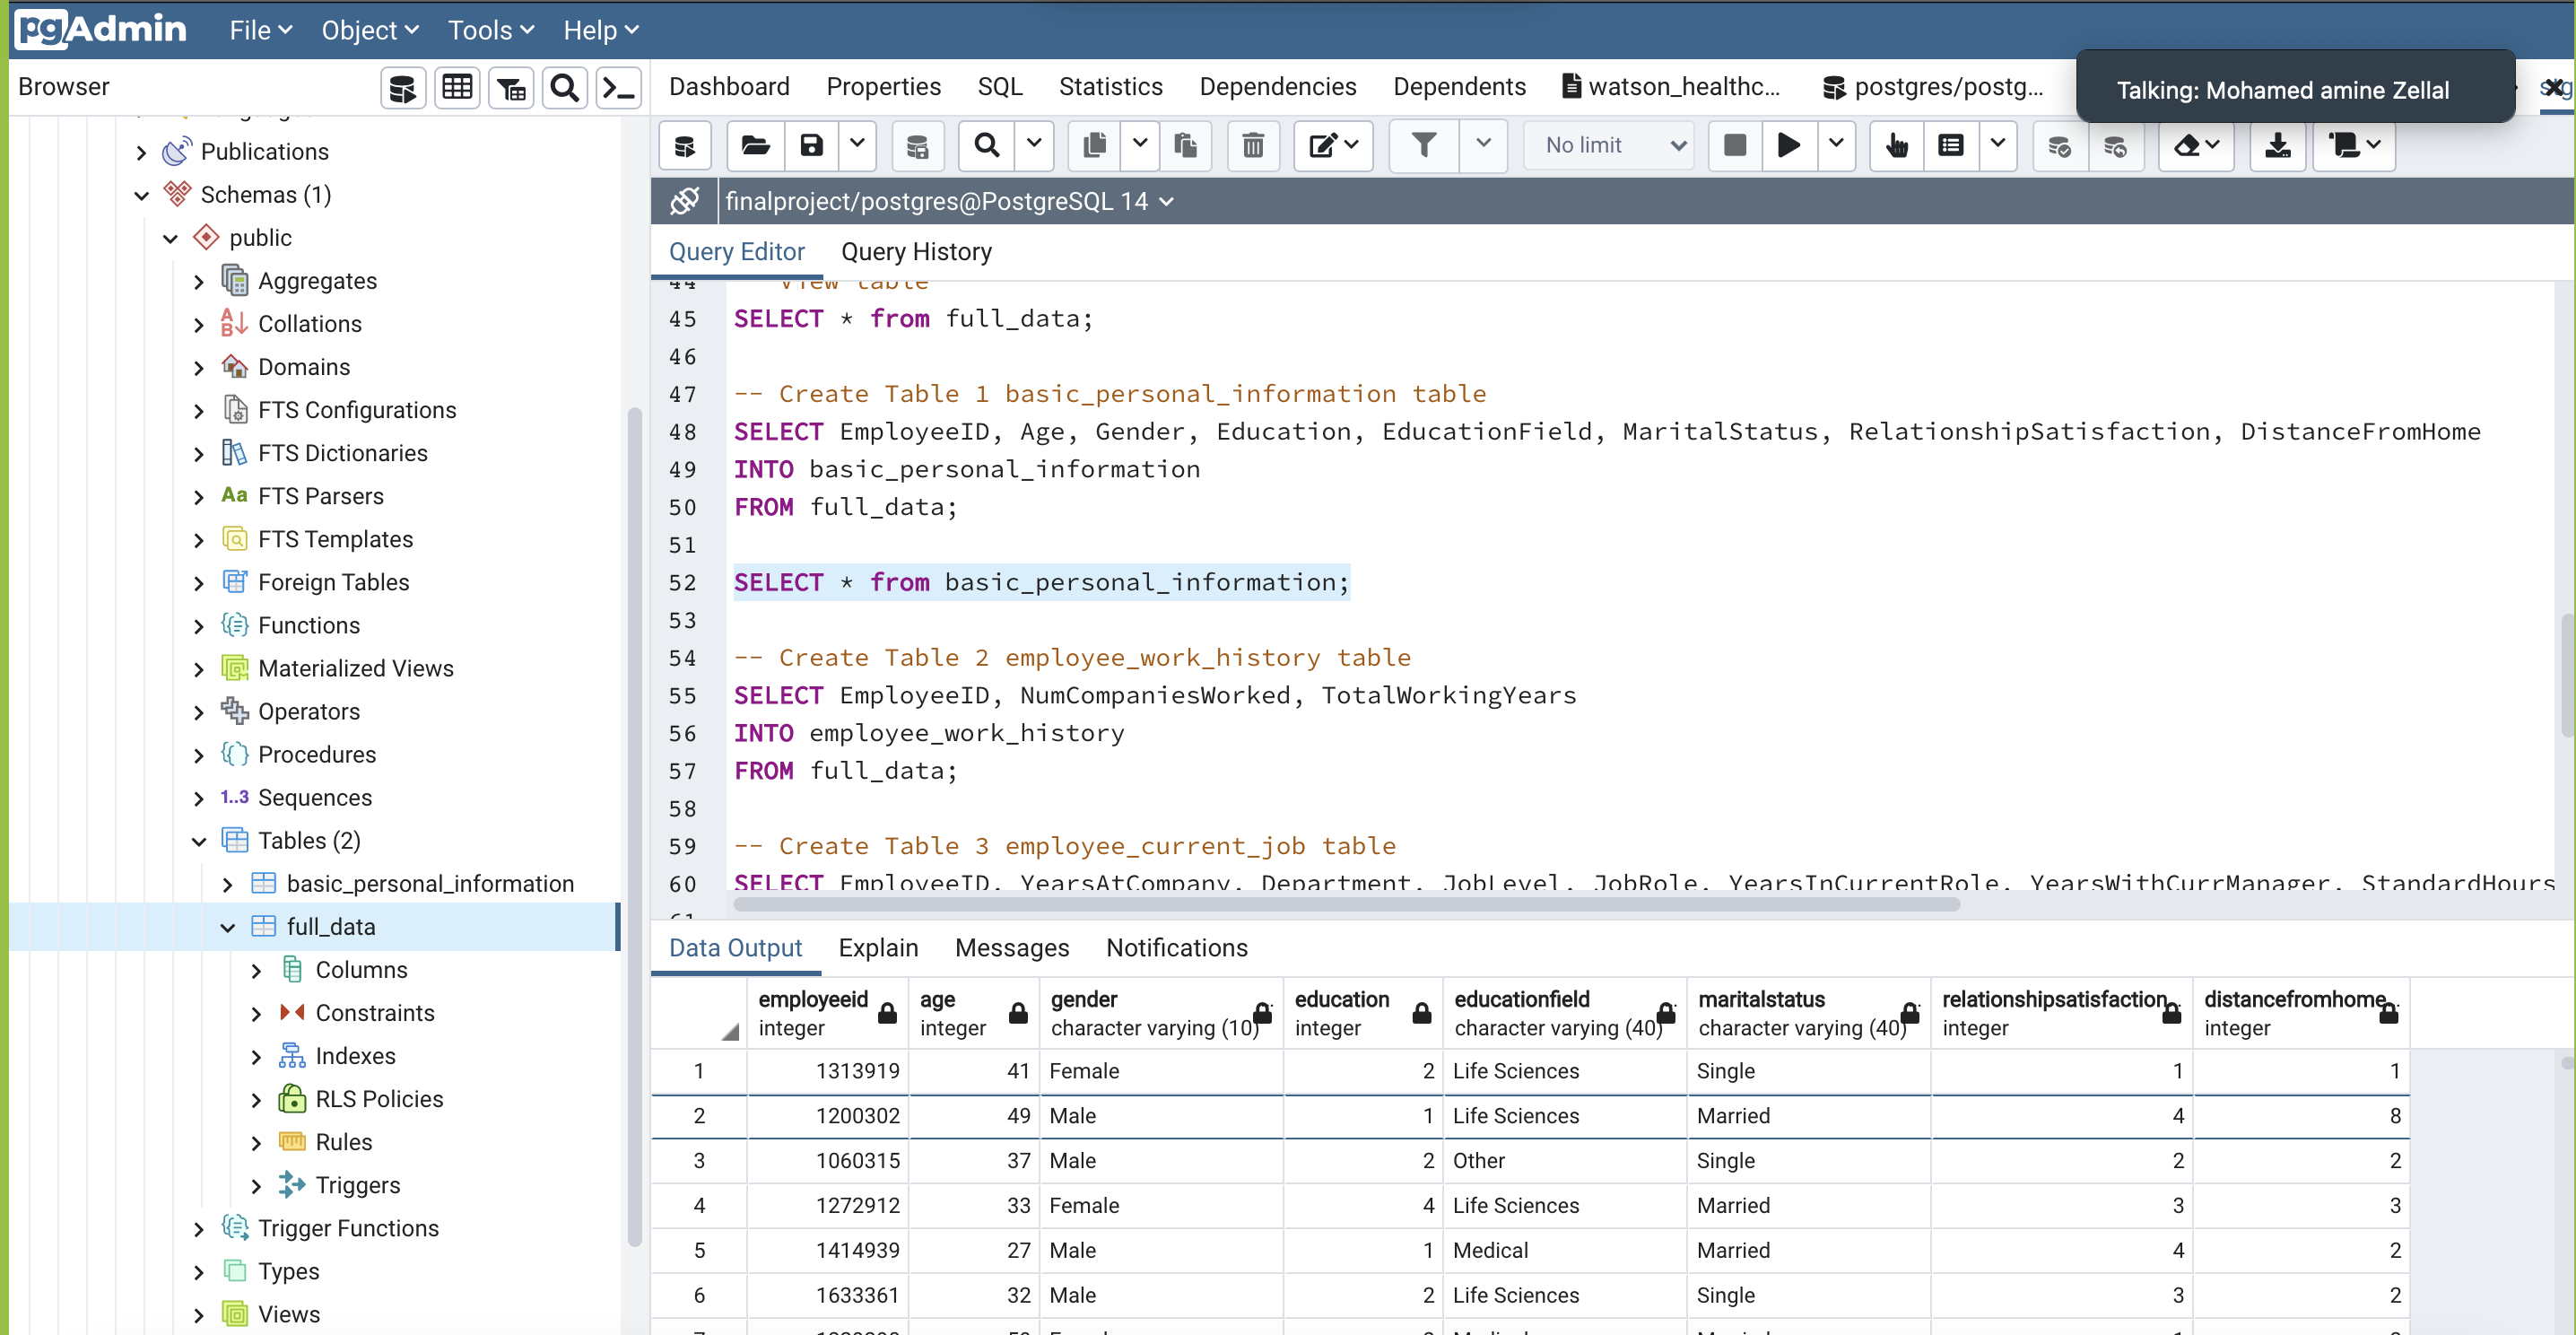 pgAdmin File Object Tools Help
Talking: Mohamed amine Zellal
Browser
Dashboard Properties SQL Statistics Dependencies Dependents watson_healthc... postgres/postg...
No limit
finalproject/postgres@PostgreSQL 14
Query Editor Query History
Publications
Schemas (1)
public
Aggregates
Collations
Domains
FTS Configurations
FTS Dictionaries
Aa FTS Parsers
FTS Templates
Foreign Tables
Functions
Materialized Views
Operators
Procedures
1..3 Sequences
Tables (2)
basic_personal_information
full_data
Columns
Constraints
Indexes
RLS Policies
Rules
Triggers
Trigger Functions
Types
Views
44 View table
45 SELECT * from full_data;
46
47 -- Create Table 1 basic_personal_information table
48 SELECT EmployeeID, Age, Gender, Education, EducationField, MaritalStatus, RelationshipSatisfaction, DistanceFromHome
49 INTO basic_personal_information
50 FROM full_data;
51
52 SELECT * from basic_personal_information;
53
54 -- Create Table 2 employee_work_history table
55 SELECT EmployeeID, NumCompaniesWorked, TotalWorkingYears
56 INTO employee_work_history
57 FROM full_data;
58
59 -- Create Table 3 employee_current_job table
60 SELECT EmployeeID, YearsAtCompany, Department, JobLevel, JobRole, YearsInCurrentRole, YearsWithCurrManager, StandardHours
61
Data Output Explain Messages Notifications
employeeid age gender education educationfield maritalstatus relationshipsatisfaction distancefromhome
integer integer character varying (10) integer character varying (40) character varying (40) integer integer
1 1313919 41 Female 2 Life Sciences Single 1 1
2 1200302 49 Male 1 Life Sciences Married 4 8
3 1060315 37 Male 2 Other Single 2 2
4 1272912 33 Female 4 Life Sciences Married 3 3
5 1414939 27 Male 1 Medical Married 4 2
6 1633361 32 Male 2 Life Sciences Single 3 2